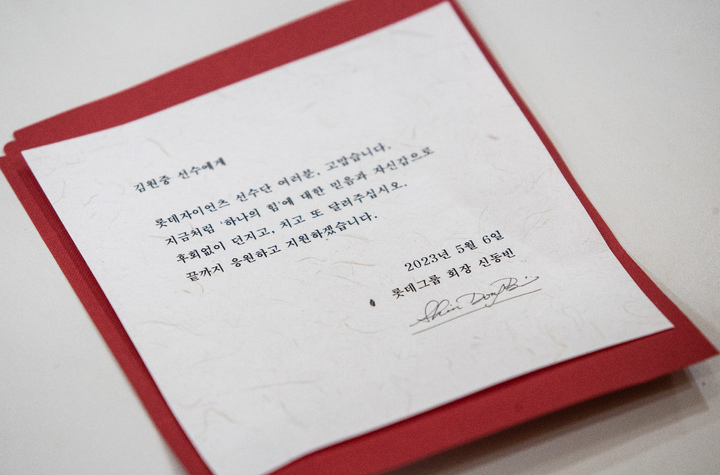 김원중 선수에게
롯데자이언츠 선수단 여러분, 고맙습니다.
지금처럼 '하나의 힘'에 대한 믿음과 자신감으로
후회없이 던지고, 치고 또 달려주십시오.
끝까지 응원하고 지원하겠습니다.
2023년 5월 6일
롯데그룹 회장 신동빈
Shin Dong Bin